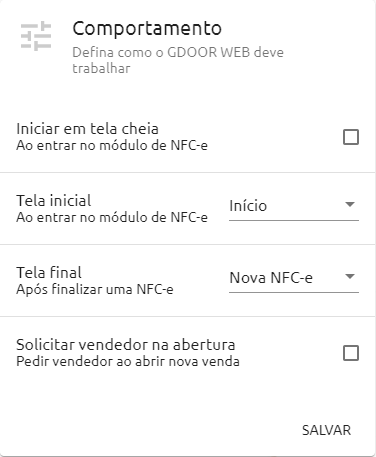 Comportamento
Defina como o GDOOR WEB deve
trabalhar
Iniciar em tela cheia
Ao entrar no módulo de NFC-e
Tela inicial
Ao entrar no módulo de NFC-e
Início
Tela final
Após finalizar uma NFC-e
Nova NFC-e
Solicitar vendedor na abertura
Pedir vendedor ao abrir nova venda
SALVAR